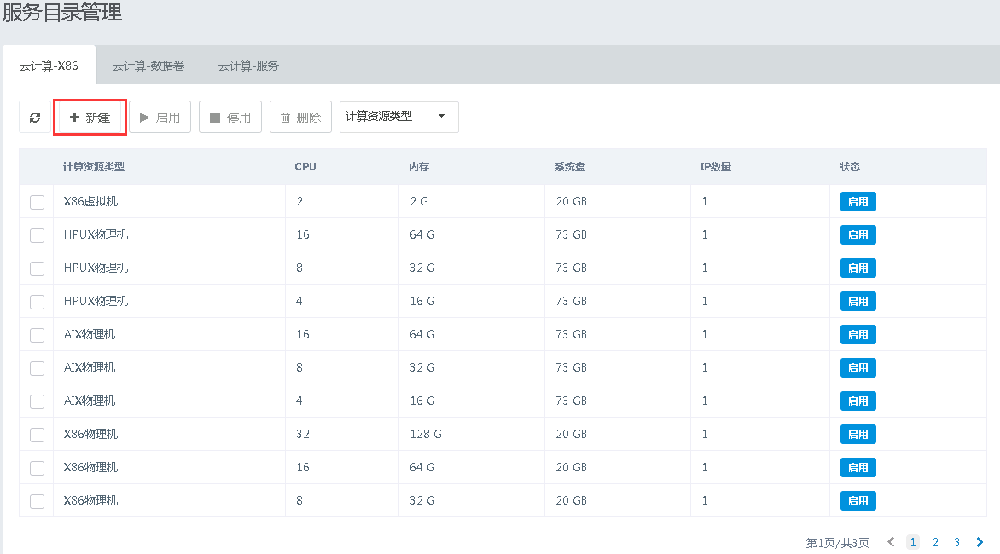 服务目录管理
云计算-X86 云计算-数据卷 云计算-服务
新建 启用 停用 删除 计算资源类型
计算资源类型 CPU 内存 系统盘 IP数量 状态
X86虚拟机 2 2 G 20 GB 1 启用
HPUX物理机 16 64 G 73 GB 1 启用
HPUX物理机 8 32 G 73 GB 1 启用
HPUX物理机 4 16 G 73 GB 1 启用
AIX物理机 16 64 G 73 GB 1 启用
AIX物理机 8 32 G 73 GB 1 启用
AIX物理机 4 16 G 73 GB 1 启用
X86物理机 32 128 G 20 GB 1 启用
X86物理机 16 64 G 20 GB 1 启用
X86物理机 8 32 G 20 GB 1 启用
第1页/共3页 1 2 3